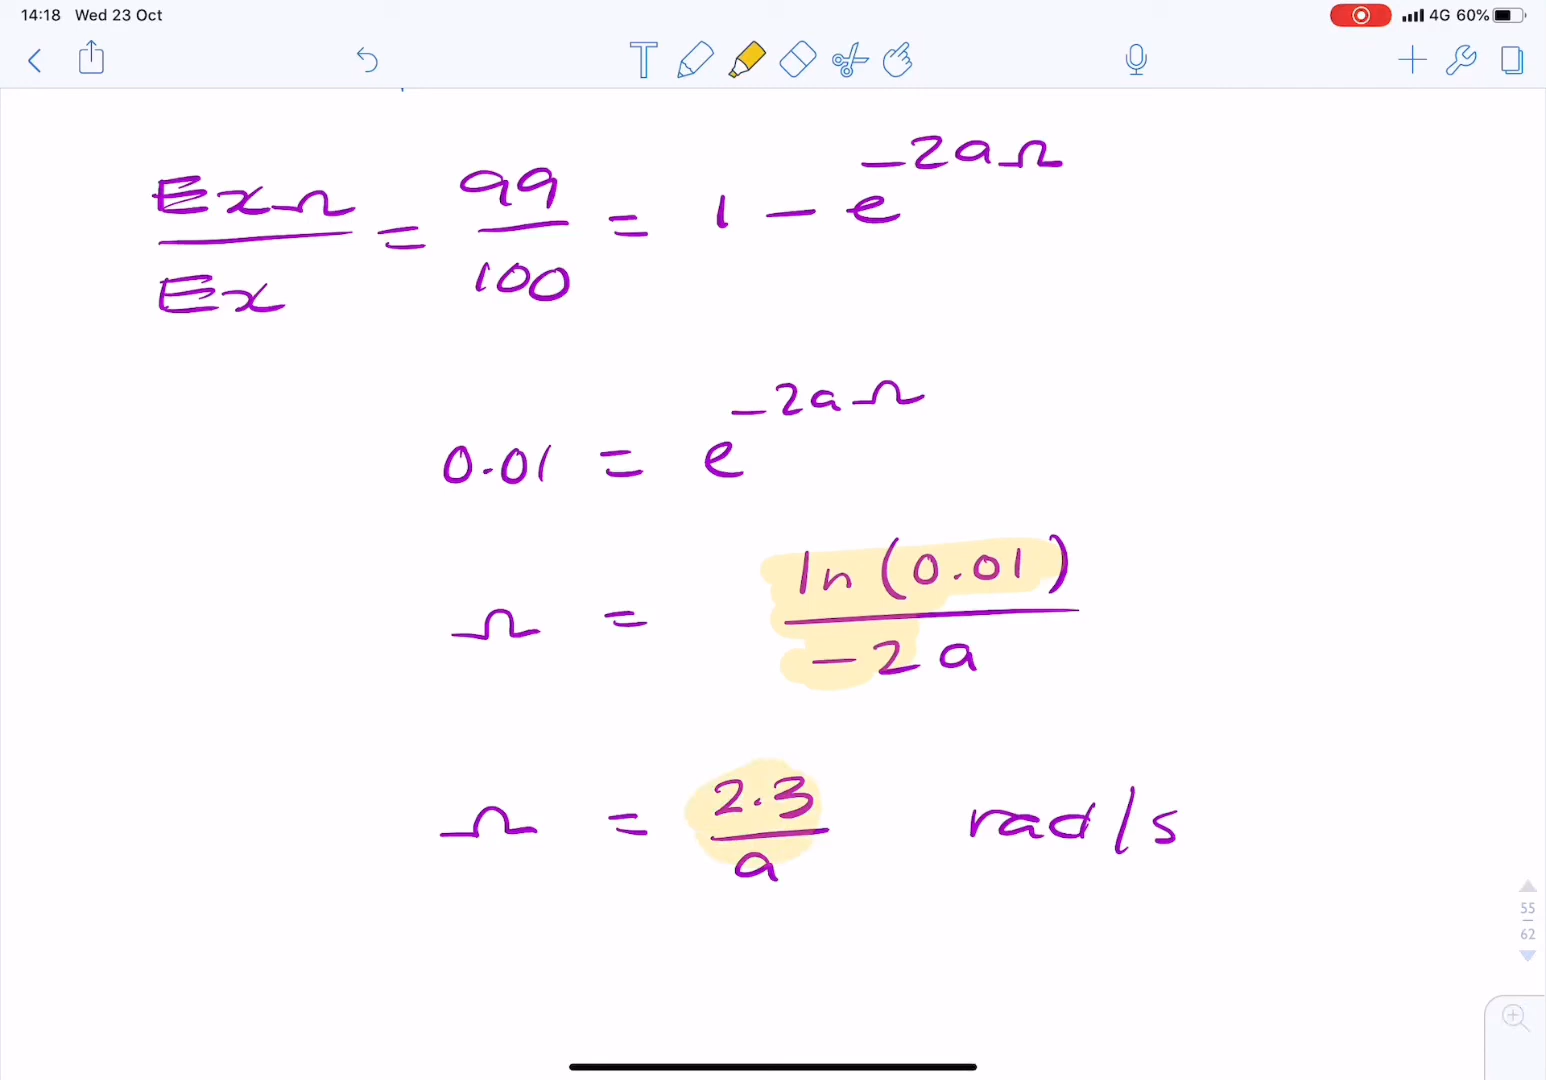 14:18 Wed 23 Oct
4G 60%
T
ExΩ / Ex = 99 / 100 = 1 − e^−2aΩ
0.01 = e^−2aΩ
Ω = ln(0.01) / −2a
Ω = 2.3 / a rad/s
55
62